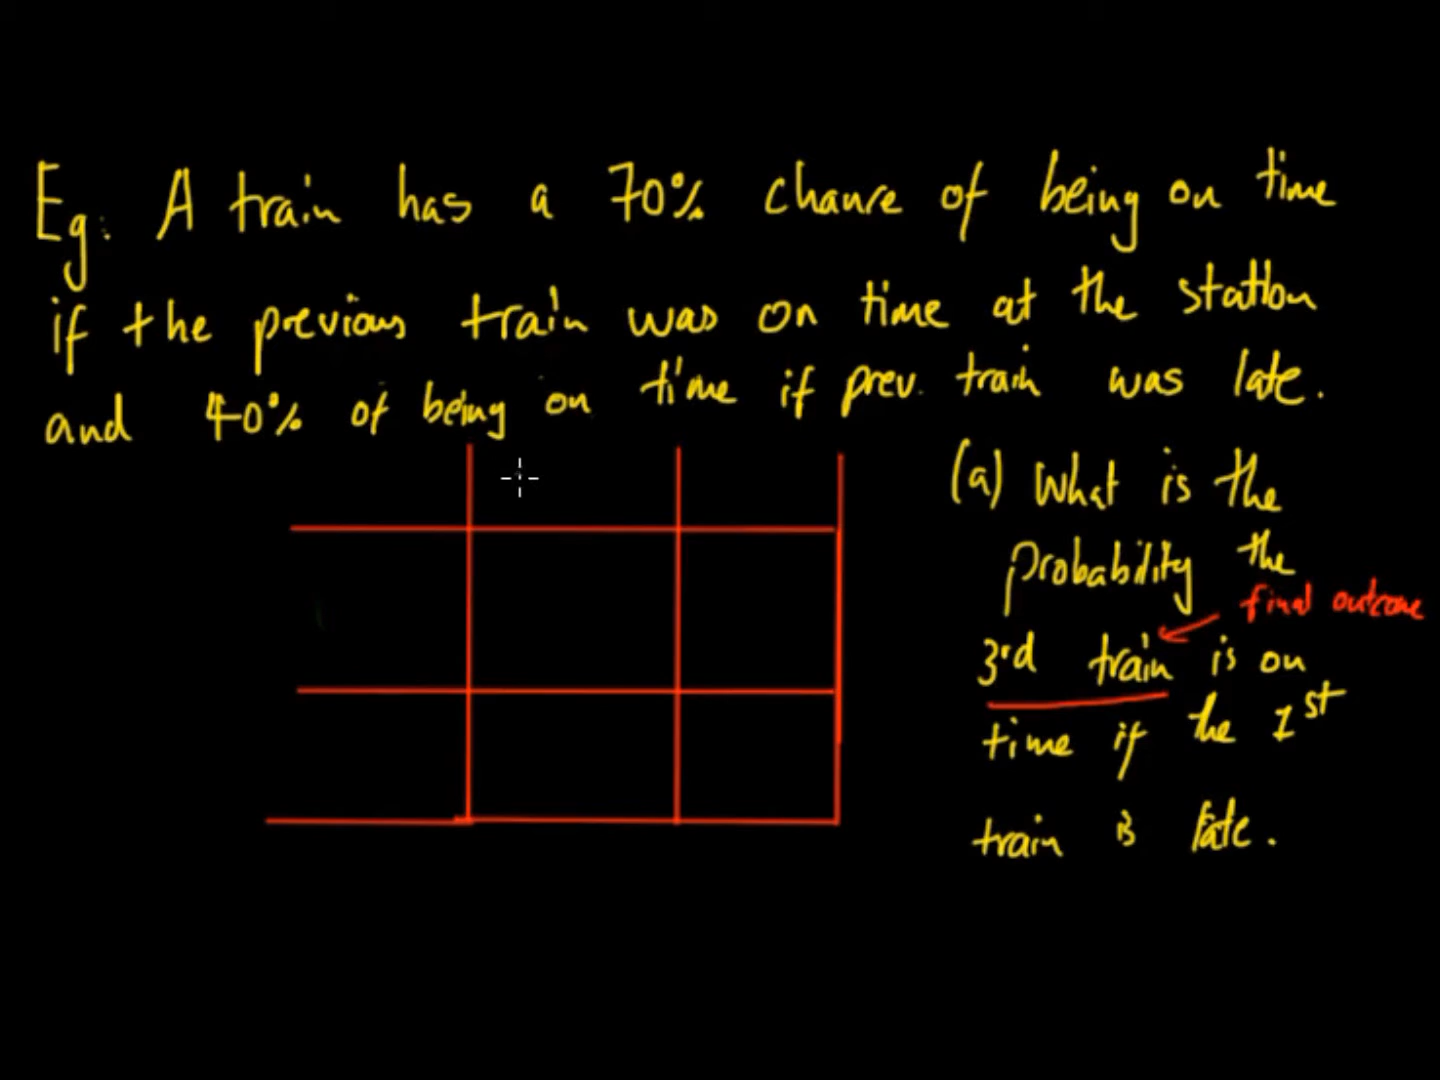 Eg: A train has a 70% chance of being on time
if the previous train was on time at the station
and 40% of being on time if prev. train was late.
(a) What is the
probability the
final outcome
3rd train is on
time if the 1st
train is late.